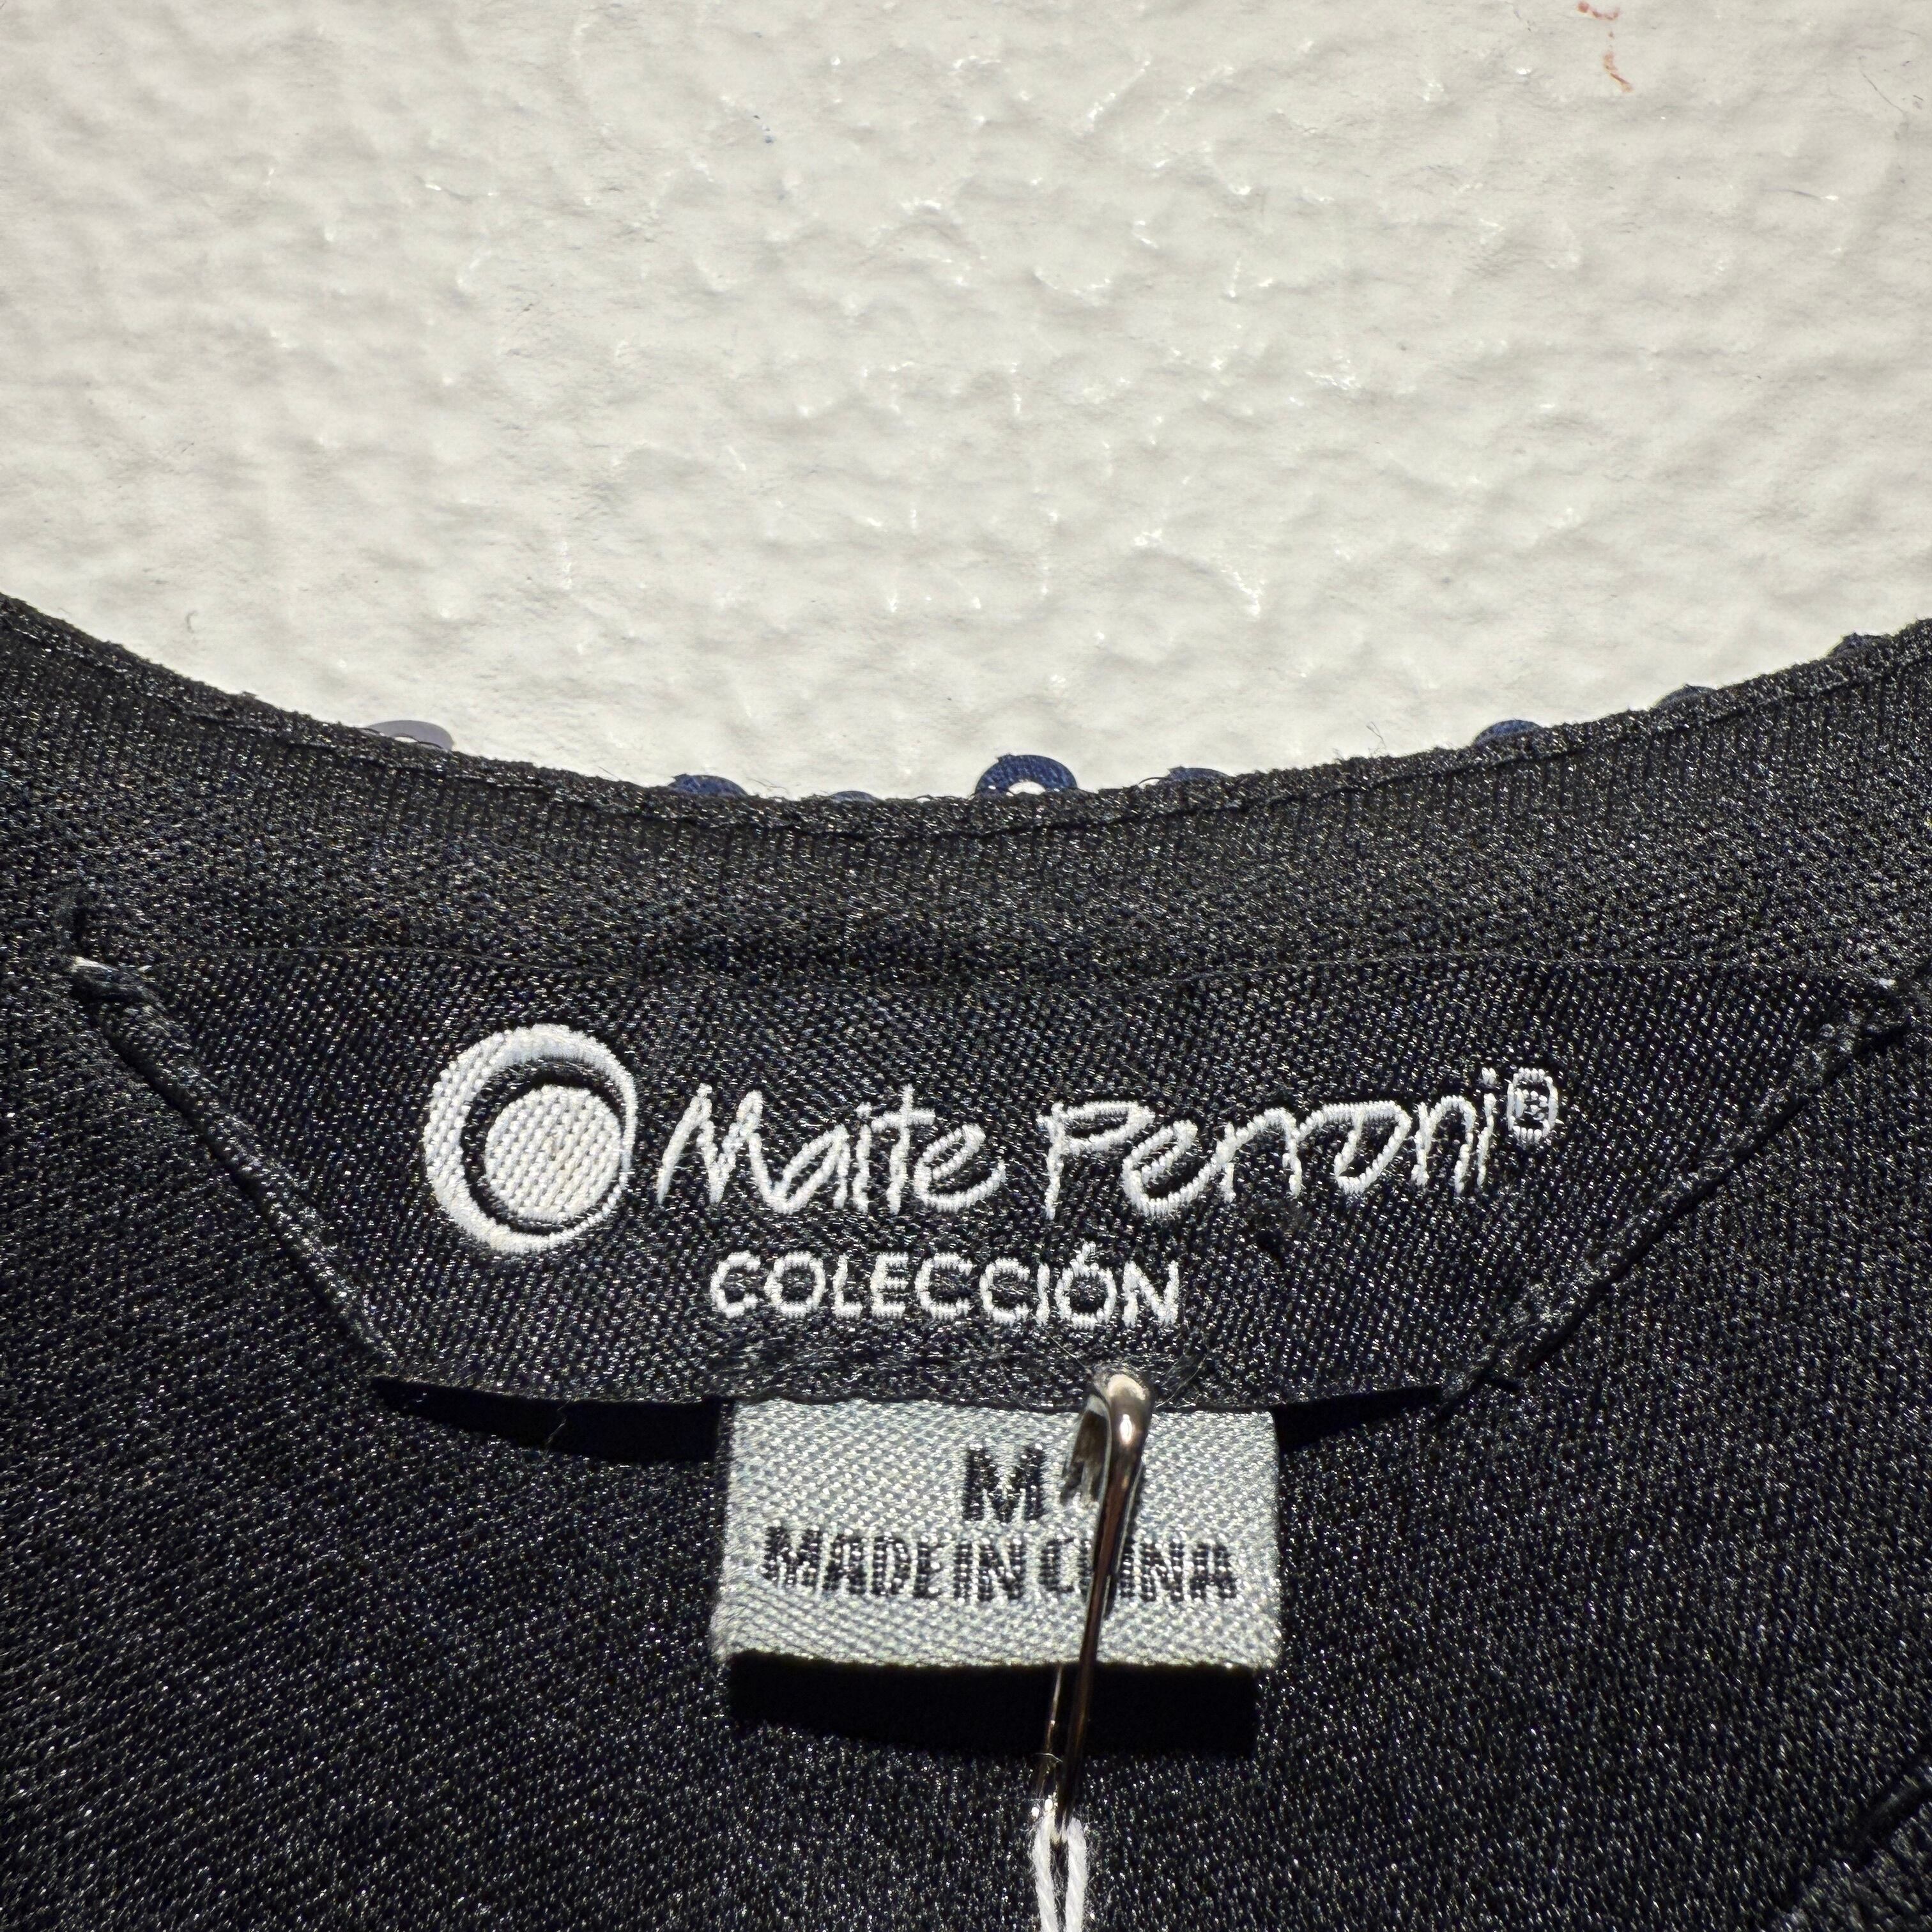 Maite Perroni®
COLECCIÓN
M
MADE IN CHINA